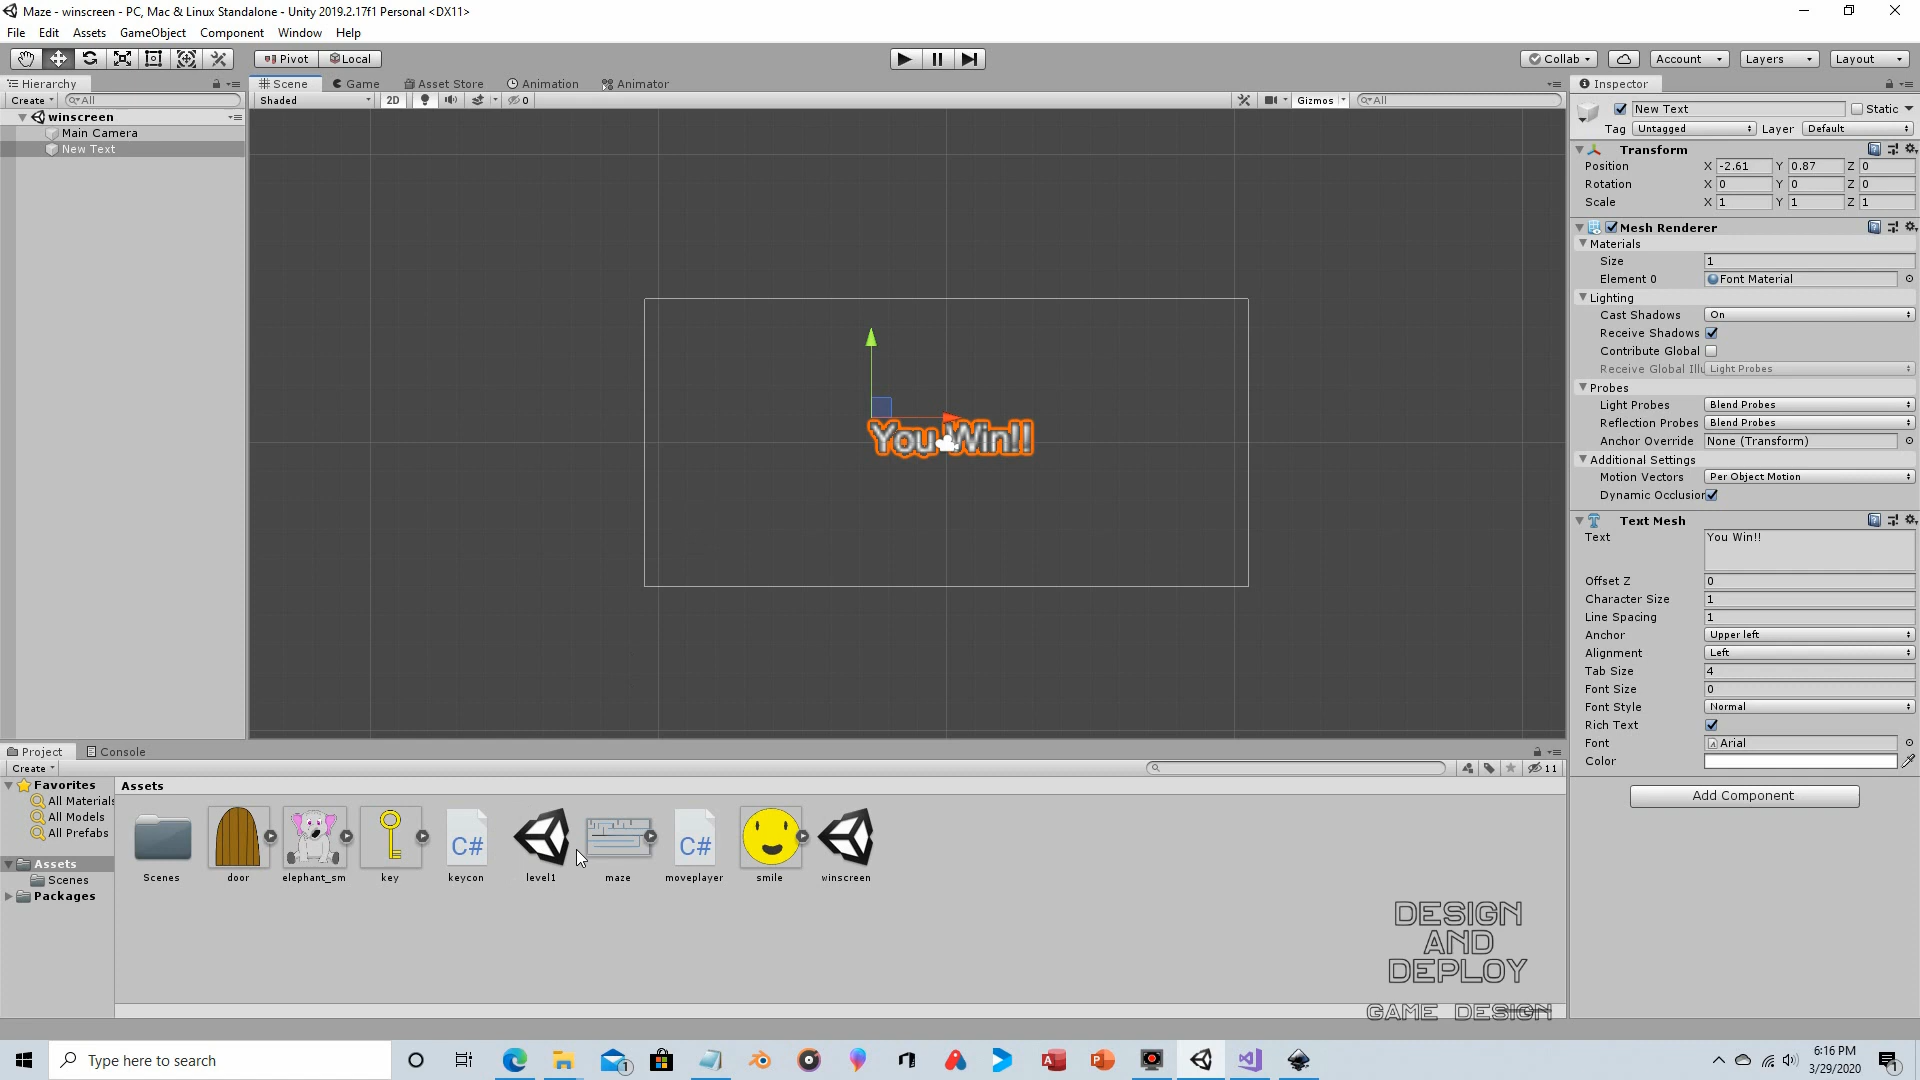 Maze - winscreen - PC, Mac & Linux Standalone - Unity 2019.2.17f1 Personal <DX11>
File Edit Assets GameObject Component Window Help
Pivot Local Collab Account Layers Layout
Hierarchy Scene Game Asset Store Animation Animator Inspector
Create All Shaded 2D 0 Gizmos All
winscreen
Main Camera
New Text
You Win!!
New Text Static
Tag Untagged Layer Default
Transform
Position X -2.61 Y 0.87 Z 0
Rotation X 0 Y 0 Z 0
Scale X 1 Y 1 Z 1
Mesh Renderer
Materials
Size 1
Element 0 Font Material
Lighting
Cast Shadows On
Receive Shadows
Contribute Global
Receive Global Illu Light Probes
Probes
Light Probes Blend Probes
Reflection Probes Blend Probes
Anchor Override None (Transform)
Additional Settings
Motion Vectors Per Object Motion
Dynamic Occlusion
Text Mesh
Text You Win!!
Offset Z 0
Character Size 1
Line Spacing 1
Anchor Upper left
Alignment Left
Tab Size 4
Font Size 0
Font Style Normal
Rich Text
Font Arial
Color
Add Component
Project Console
Create 11
Favorites
All Materials
All Models
All Prefabs
Assets
Scenes
Packages
Assets
C# C#
Scenes door elephant_sm key keycon level1 maze moveplayer smile winscreen
DESIGN
AND
DEPLOY
GAME DESIGN
Type here to search
1
6:16 PM
3/29/2020
1